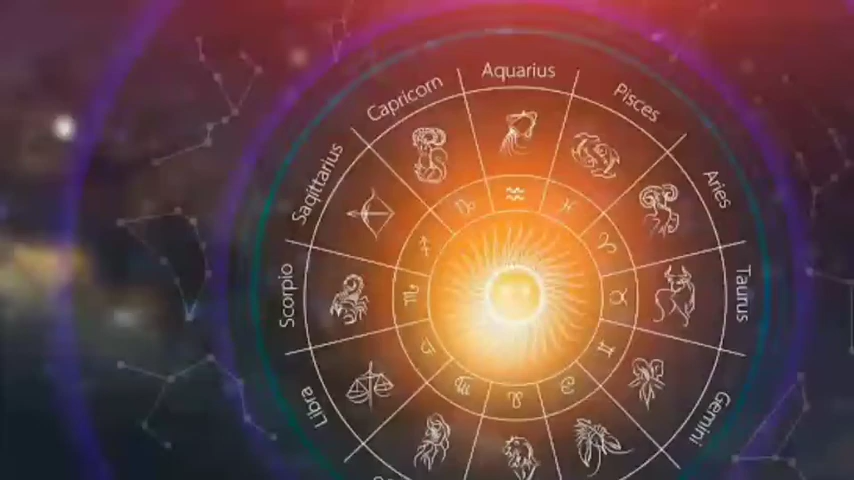 Aquarius
Pisces
Aries
Taurus
Gemini
Libra
Scorpio
Sagittarius
Capricorn